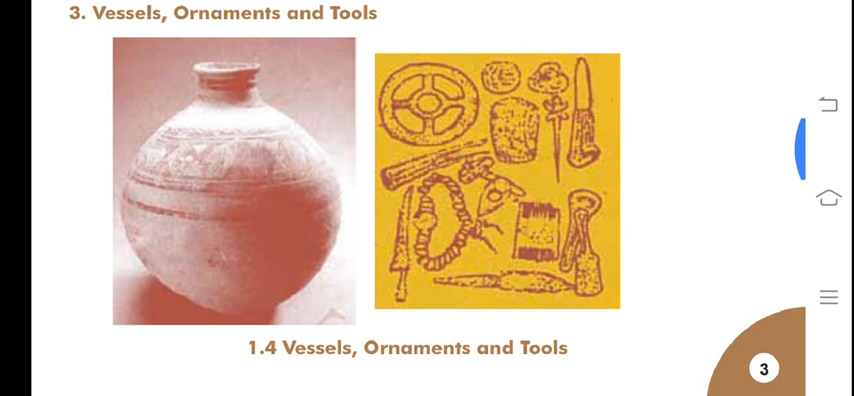 3. Vessels, Ornaments and Tools
1.4 Vessels, Ornaments and Tools
3